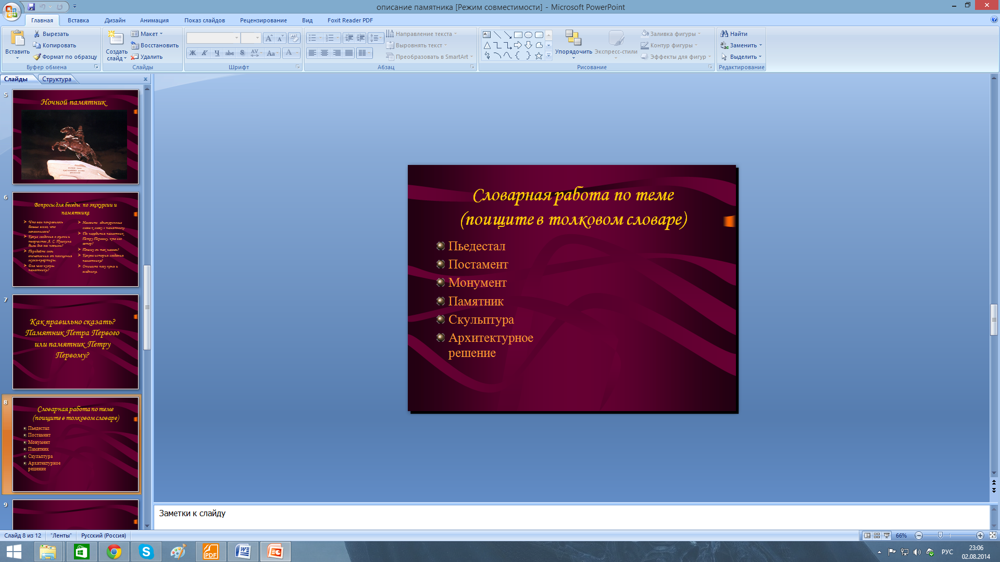 описание памятника [Режим совместимости] - Microsoft PowerPoint
Главная Вставка Дизайн Анимация Показ слайдов Рецензирование Вид Foxit Reader PDF
Вставить
Вырезать
Копировать
Формат по образцу
Буфер обмена
Создать слайд
Макет
Восстановить
Удалить
Слайды
Ж К Ч abc S AV Aa А
Шрифт
Направление текста
Выровнять текст
Преобразовать в SmartArt
Абзац
Упорядочить
Экспресс-стили
Заливка фигуры
Контур фигуры
Эффекты для фигур
Рисование
Найти
Заменить
Выделить
Редактирование
Слайды Структура
5
Ночной памятник
6
Вопросы для беседы по экскурсии и
памятника
Что вам понравилось
больше всего, что
запомнилось?
Какие сведения о жизни и
творчестве А. С. Пушкина
были для вас новыми?
Передайте свои
впечатления от посещения
музея-квартиры.
Для чего нужны
памятники?
Назовите однокоренные
слова к слову « памятник»
Где находится памятник
Петру Первому, кто его
автор?
Почему он так назван?
Какова история создания
памятника?
Опишите позу коня и
всадника.
7
Как правильно сказать?
Памятник Петра Первого
или памятник Петру
Первому?
8
Словарная работа по теме
(поищите в толковом словаре)
Пьедестал
Постамент
Монумент
Памятник
Скульптура
Архитектурное
решение
9
Словарная работа по теме
(поищите в толковом словаре)
Пьедестал
Постамент
Монумент
Памятник
Скульптура
Архитектурное
решение
Заметки к слайду
Слайд 8 из 12 "Ленты" Русский (Россия) 66%
PDF
РУС
23:06
02.08.2014